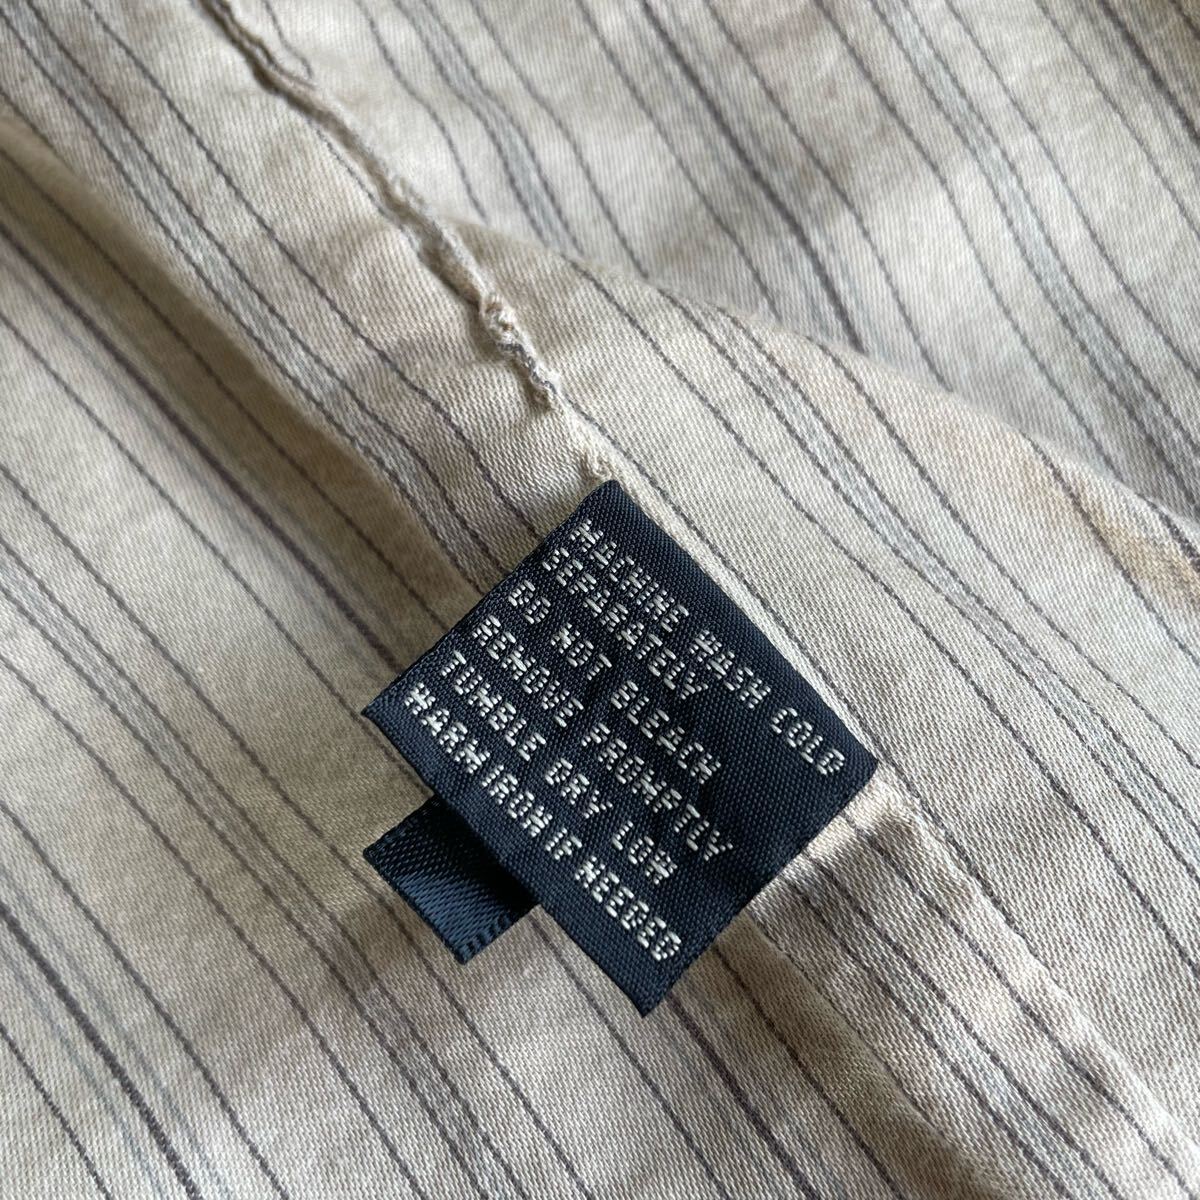 MACHINE WASH COLD
SEPARATELY
DO NOT BLEACH
REMOVE PROMPTLY
TUMBLE DRY LOW
WARM IRON IF NEEDED